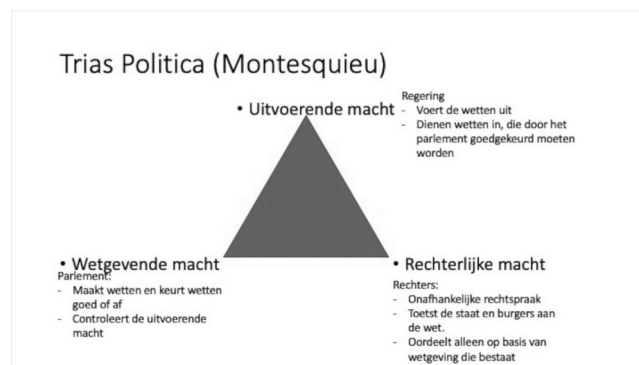 Trias Politica (Montesquieu)
• Uitvoerende macht
Regering
- Voert de wetten uit
- Dienen wetten in, die door het
parlement goedgekeurd moeten
worden
• Wetgevende macht
Parlement:
- Maakt wetten en keurt wetten
goed of af
- Controleert de uitvoerende
macht
• Rechterlijke macht
Rechters:
- Onafhankelijke rechtspraak
- Toetst de staat en burgers aan
de wet.
- Oordeelt alleen op basis van
wetgeving die bestaat